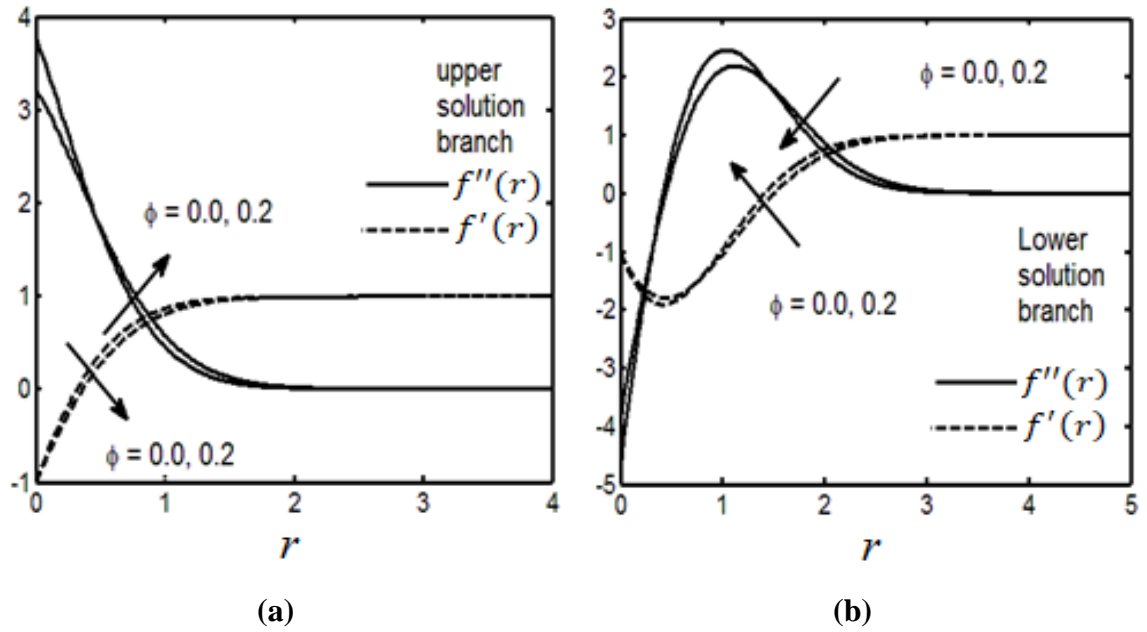 4
3
2
1
0
-1
0
1
2
3
4
upper
solution
branch
f''(r)
f'(r)
ϕ = 0.0, 0.2
ϕ = 0.0, 0.2
r
(a)
3
2
1
0
-1
-2
-3
-4
-5
0
1
2
3
4
5
ϕ = 0.0, 0.2
ϕ = 0.0, 0.2
Lower
solution
branch
f''(r)
f'(r)
r
(b)